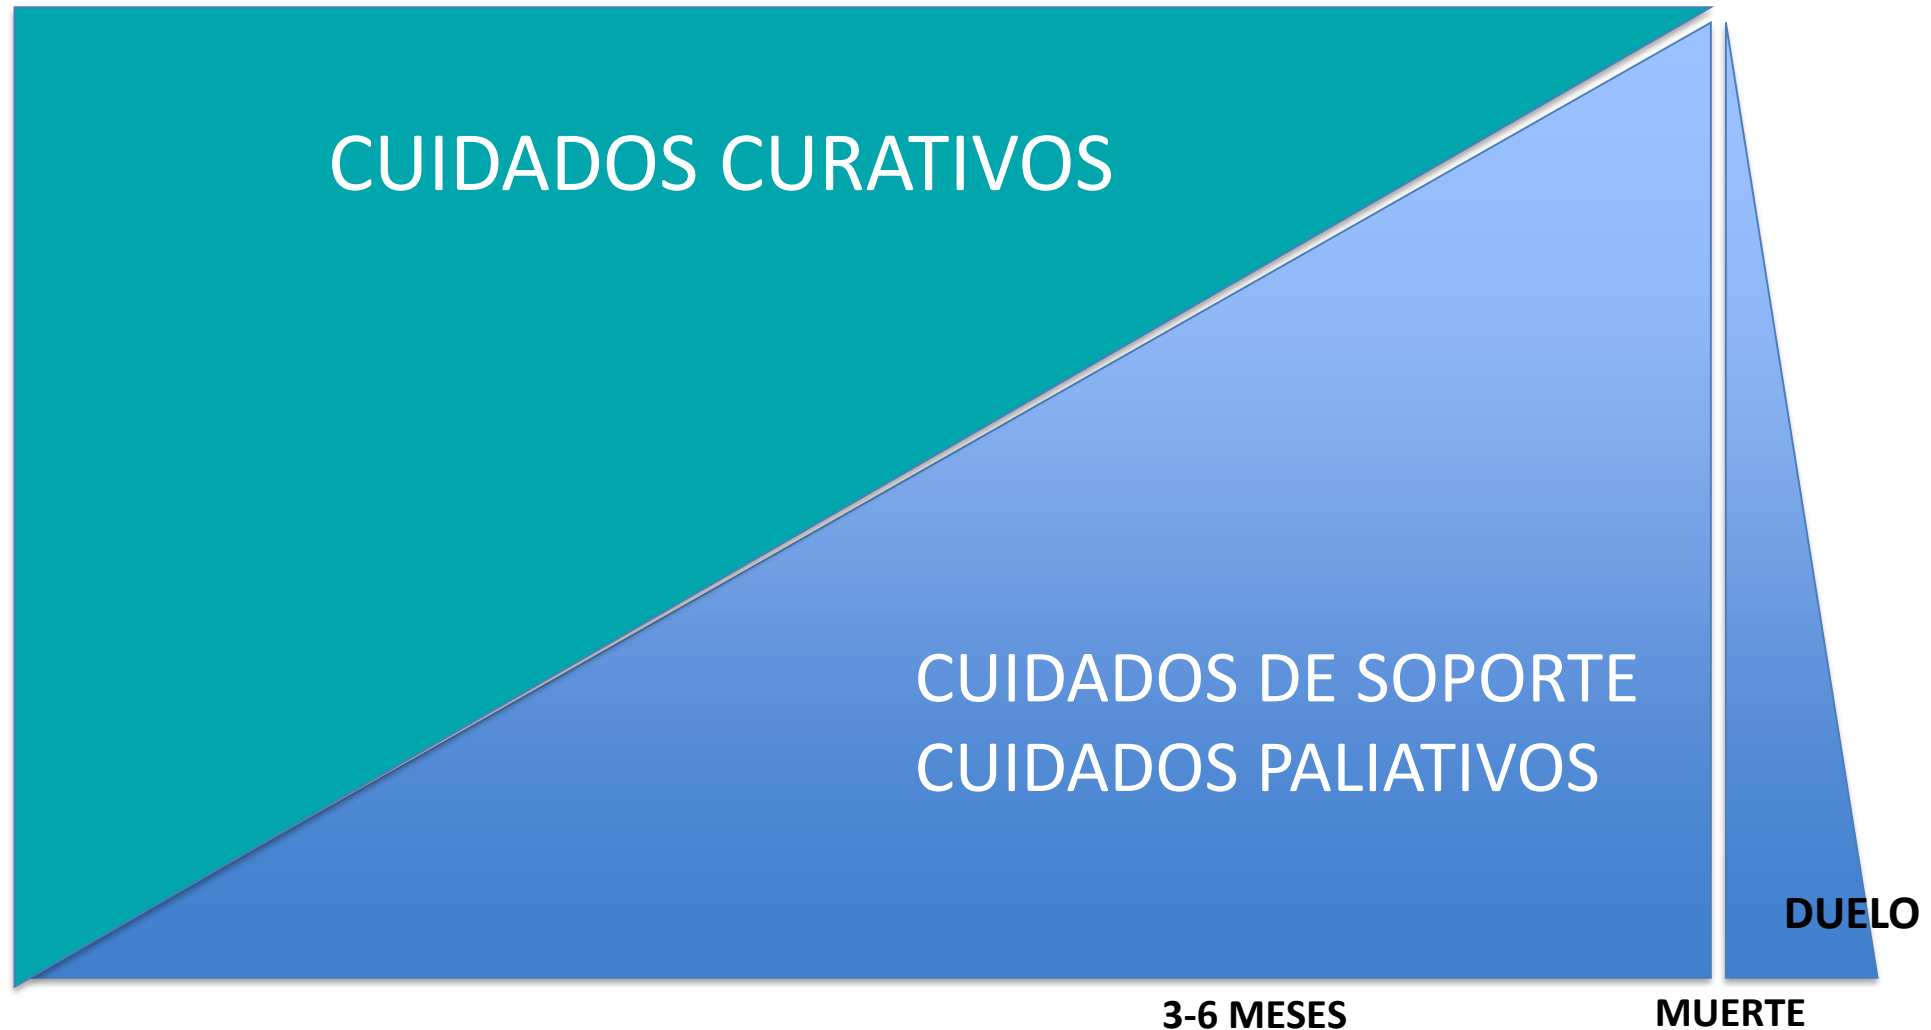 CUIDADOS CURATIVOS
CUIDADOS DE SOPORTE
CUIDADOS PALIATIVOS
DUELO
3-6 MESES
MUERTE